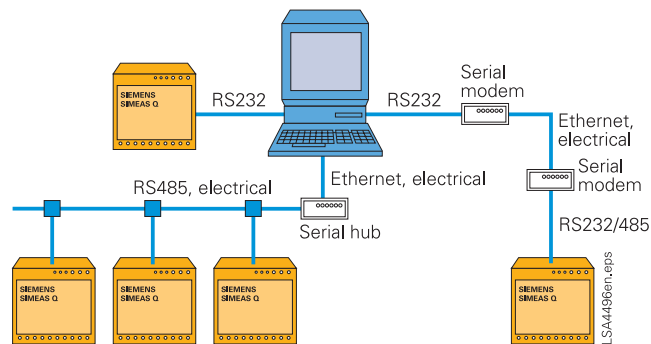 SIEMENS
SIMEAS Q
RS232
RS232
Serial
modem
Ethernet,
electrical
Serial
modem
RS485, electrical
Ethernet, electrical
Serial hub
RS232/485
SIEMENS
SIMEAS Q
SIEMENS
SIMEAS Q
SIEMENS
SIMEAS Q
SIEMENS
SIMEAS Q
LSA4496en.eps